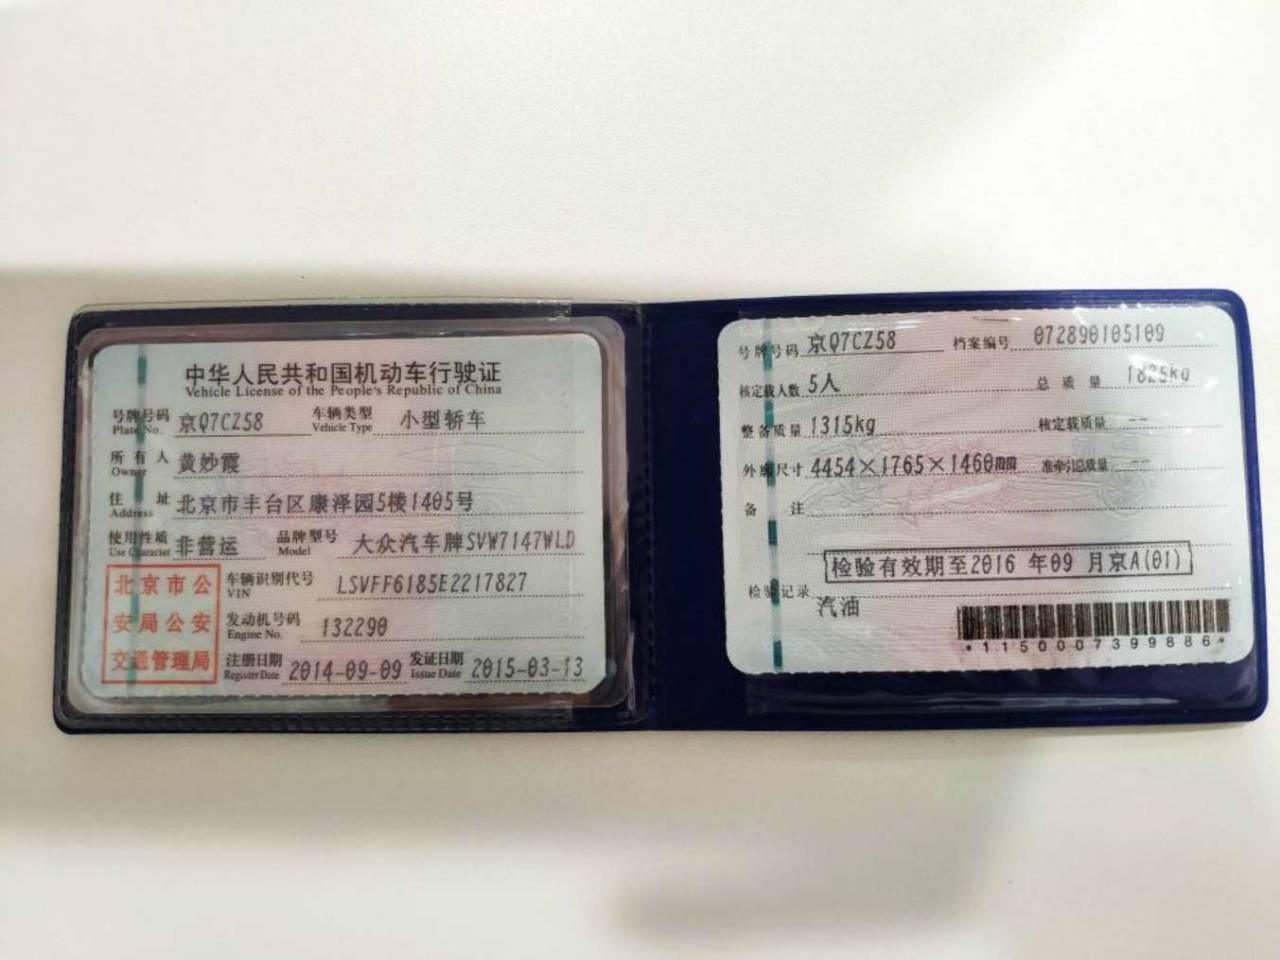 中华人民共和国机动车行驶证
Vehicle License of the People's Republic of China
号牌号码 京Q7CZ58 车辆类型 小型轿车
Plate No. Vehicle Type
所有人 黄妙霞
Owner
住址 北京市丰台区康泽园5楼1405号
Address
使用性质 非营运 品牌型号 大众汽车牌SVW7147WLD
Use Character Model
北京市公
安局公安
交通管理局
车辆识别代号 LSVFF6185E2217827
VIN
发动机号码 132290
Engine No.
注册日期 2014-09-09 发证日期 2015-03-13
Register Date Issue Date
号牌号码 京Q7CZ58 档案编号 072890105109
核定载人数 5人 总质量 1825kg
整备质量 1315kg 核定载质量 --
外廓尺寸 4454×1765×1460mm 准牵引总质量 --
备注
检验有效期至2016 年09 月京A(01)
检验记录
汽油
*1150007399886*